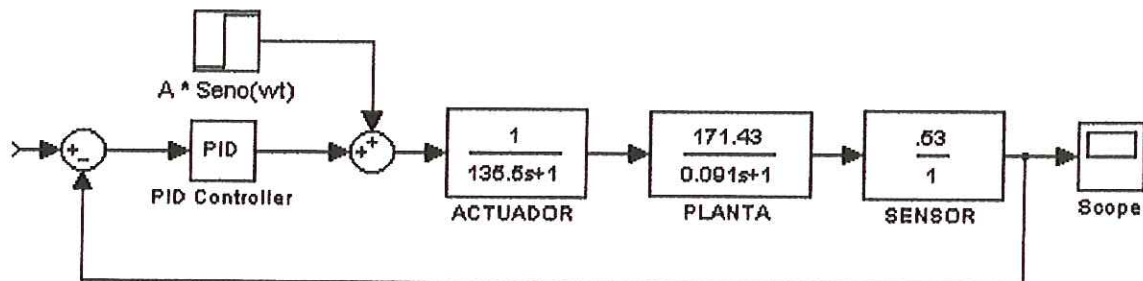 A * Seno(wt)
+
-
PID
PID Controller
+
+
1
135.5s+1
ACTUADOR
171.43
0.091s+1
PLANTA
.53
1
SENSOR
Scope